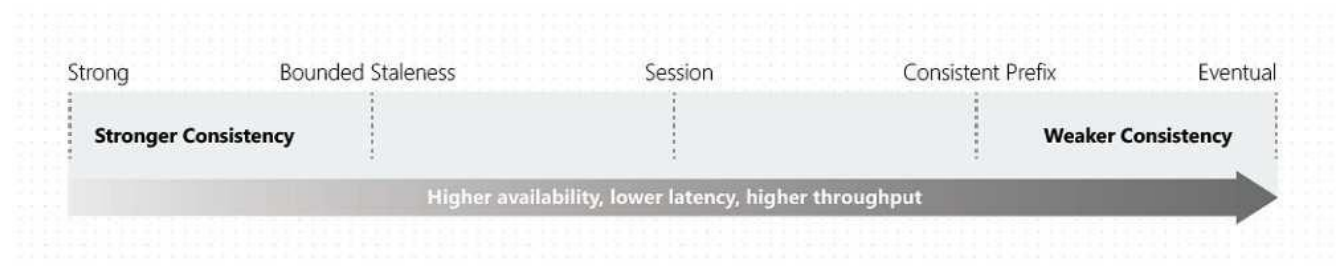 Strong Bounded Staleness Session Consistent Prefix Eventual
Stronger Consistency Weaker Consistency
Higher availability, lower latency, higher throughput